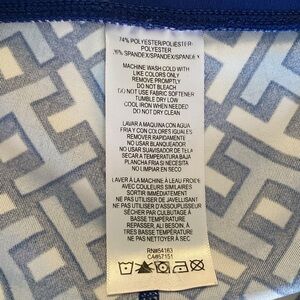 74% POLYESTER/POLIÉSTER
POLYESTER
26% SPANDEX/SPANDEX/SPANDEX
MACHINE WASH COLD WITH
LIKE COLORS ONLY
REMOVE PROMPTLY
DO NOT BLEACH
DO NOT USE FABRIC SOFTENER
TUMBLE DRY LOW
COOL IRON WHEN NEEDED
DO NOT DRY CLEAN
LAVAR A MAQUINA CON AGUA
FRIA Y CON COLORES IGUALES
REMOVER RAPIDAMENTE
NO USAR BLANQUEADOR
NO USAR SUAVISADOR DE TELA
SECAR A TEMPERATURA BAJA
PLANCHA FRIA SI NECESITA
NO LIMPIAR EN SECO
LAVER À LA MACHINE À L'EAU FROIDE
AVEC COULEURS SIMILAIRES
SORTIR IMMÉDIATEMENT
NE PAS UTILISER DE JAVELLISANT
NE PAS UTILISER D'ASSOUPLISSEUR
SÉCHER PAR CULBUTAGE À
BASSE TEMPÉRATURE
REPASSER, AU BESOIN, À
TRÈS BASSE TEMPÉRATURE
NE PAS NETTOYER À SEC
RN#54163
CA#57151